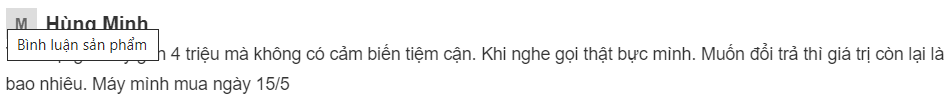 M Hùng Minh
Bình luận sản phẩm
4 triệu mà không có cảm biến tiệm cận. Khi nghe gọi thật bực mình. Muốn đổi trả thì giá trị còn lại là
bao nhiêu. Máy mình mua ngày 15/5